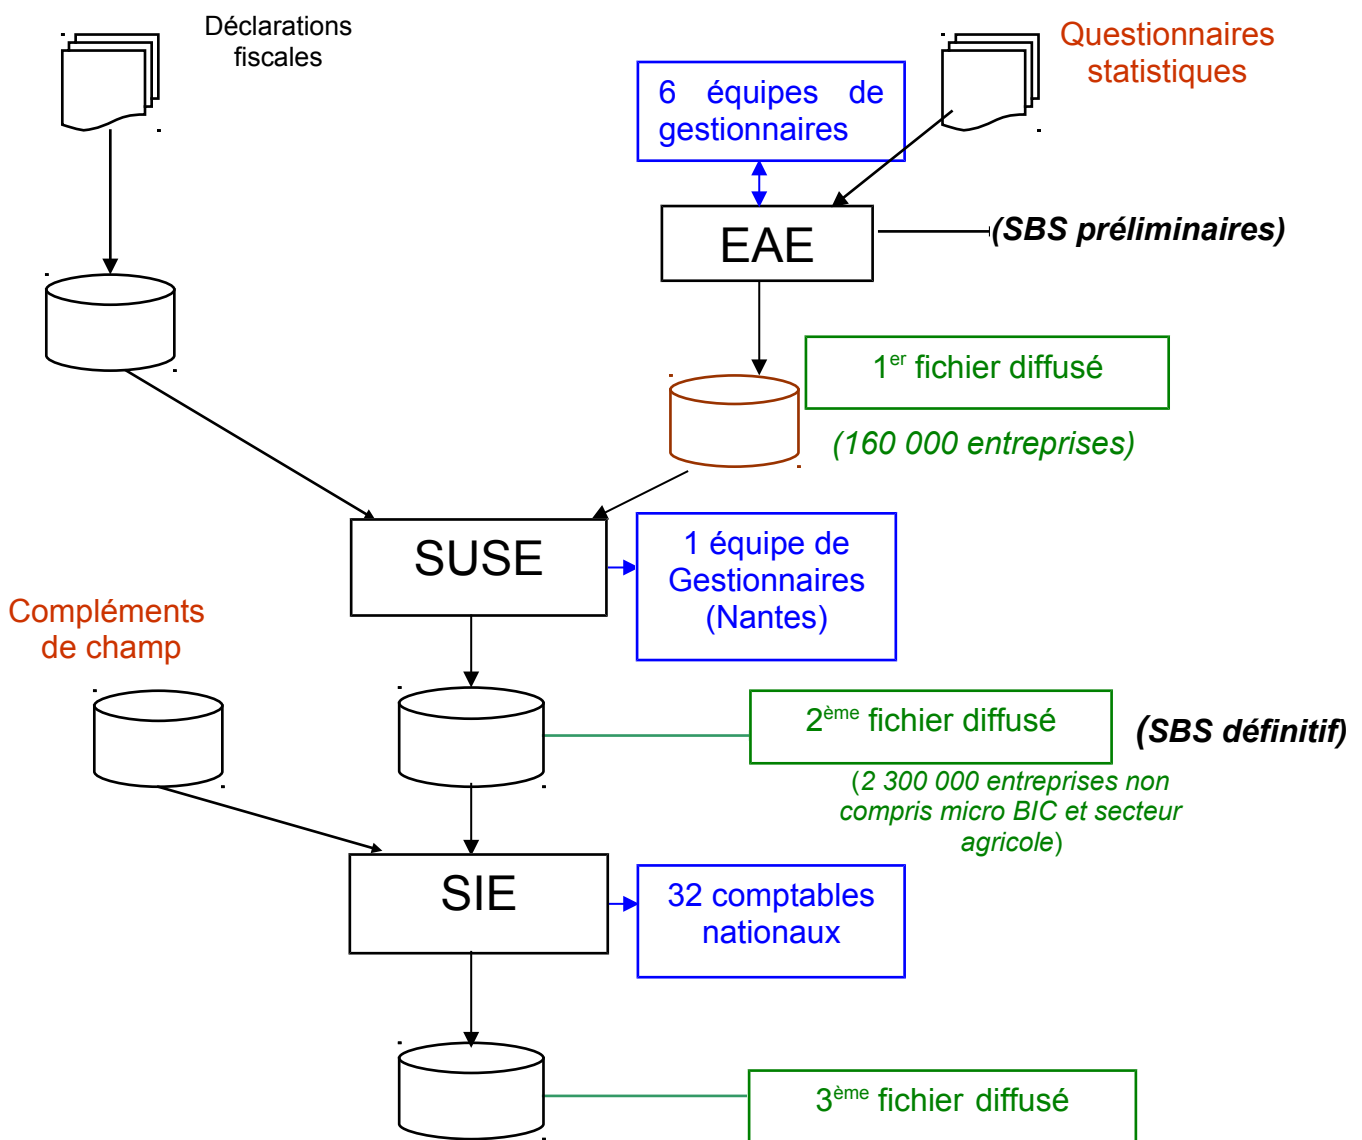 Déclarations
fiscales
Questionnaires
statistiques
6 équipes de
gestionnaires
EAE
(SBS préliminaires)
1er fichier diffusé
(160 000 entreprises)
SUSE
1 équipe de
Gestionnaires
(Nantes)
Compléments
de champ
2ème fichier diffusé
(SBS définitif)
(2 300 000 entreprises non
compris micro BIC et secteur
agricole)
SIE
32 comptables
nationaux
3ème fichier diffusé